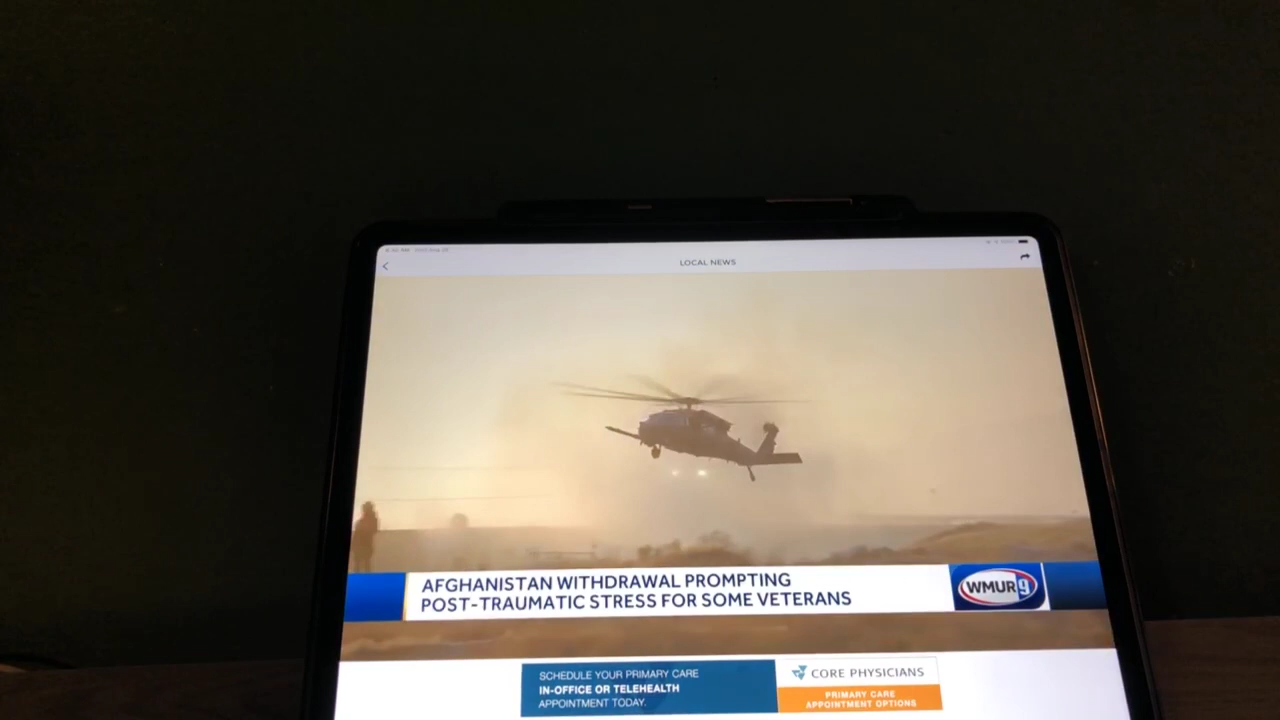 LOCAL NEWS
AFGHANISTAN WITHDRAWAL PROMPTING
POST-TRAUMATIC STRESS FOR SOME VETERANS
WMUR 9
SCHEDULE YOUR PRIMARY CARE
IN-OFFICE OR TELEHEALTH
APPOINTMENT TODAY.
CORE PHYSICIANS
PRIMARY CARE
APPOINTMENT OPTIONS